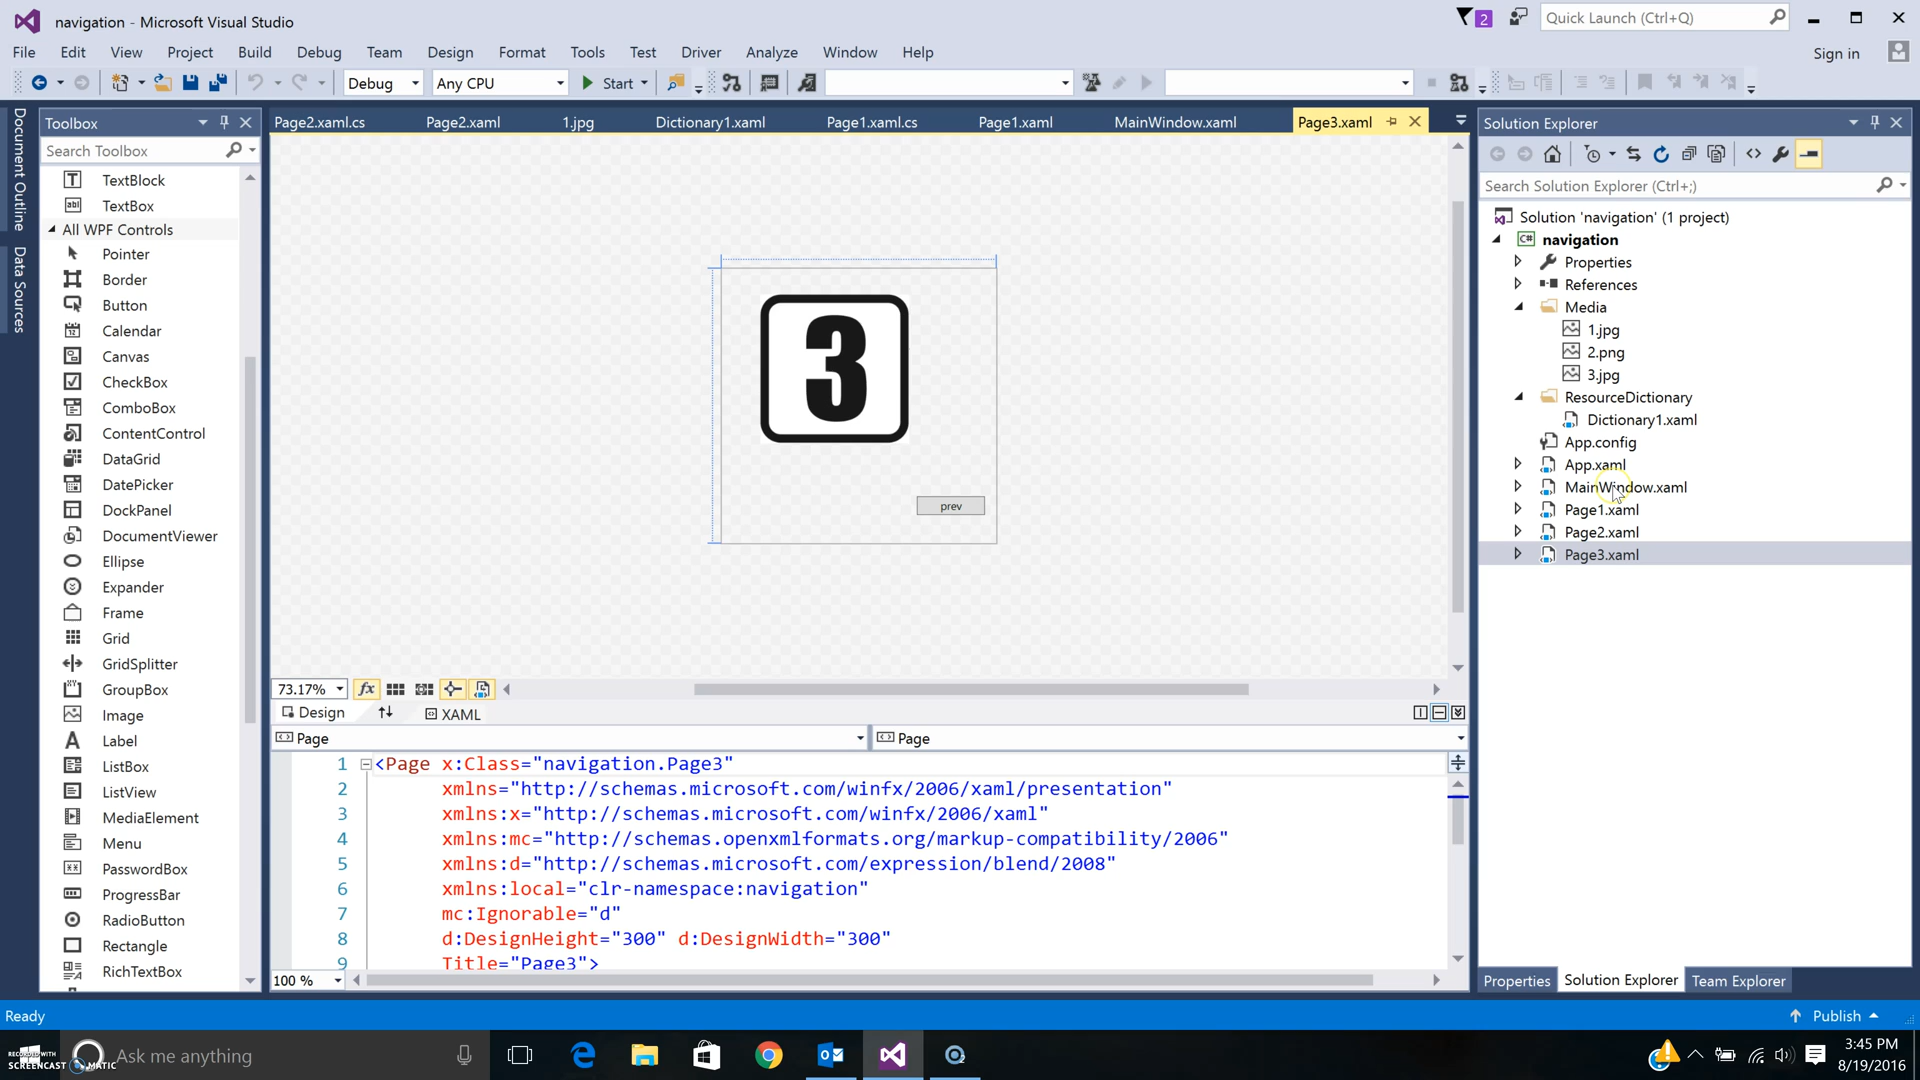 navigation - Microsoft Visual Studio
2
Quick Launch (Ctrl+Q)
File Edit View Project Build Debug Team Design Format Tools Test Driver Analyze Window Help
Sign in
Debug Any CPU Start
Document Outline
Data Sources
Toolbox
Search Toolbox
TextBlock
TextBox
All WPF Controls
Pointer
Border
Button
Calendar
Canvas
CheckBox
ComboBox
ContentControl
DataGrid
DatePicker
DockPanel
DocumentViewer
Ellipse
Expander
Frame
Grid
GridSplitter
GroupBox
Image
Label
ListBox
ListView
MediaElement
Menu
PasswordBox
ProgressBar
RadioButton
Rectangle
RichTextBox
Page2.xaml.cs Page2.xaml 1.jpg Dictionary1.xaml Page1.xaml.cs Page1.xaml MainWindow.xaml Page3.xaml
3
prev
73.17% fx
Design XAML
Page Page
1 <Page x:Class="navigation.Page3"
2 xmlns="http://schemas.microsoft.com/winfx/2006/xaml/presentation"
3 xmlns:x="http://schemas.microsoft.com/winfx/2006/xaml"
4 xmlns:mc="http://schemas.openxmlformats.org/markup-compatibility/2006"
5 xmlns:d="http://schemas.microsoft.com/expression/blend/2008"
6 xmlns:local="clr-namespace:navigation"
7 mc:Ignorable="d"
8 d:DesignHeight="300" d:DesignWidth="300"
9 Title="Page3">
100 %
Solution Explorer
Search Solution Explorer (Ctrl+;)
Solution 'navigation' (1 project)
C# navigation
Properties
References
Media
1.jpg
2.png
3.jpg
ResourceDictionary
Dictionary1.xaml
App.config
App.xaml
MainWindow.xaml
Page1.xaml
Page2.xaml
Page3.xaml
Properties Solution Explorer Team Explorer
Ready
Publish
RECORDED WITH
SCREENCAST MATIC
Ask me anything
3:45 PM
8/19/2016